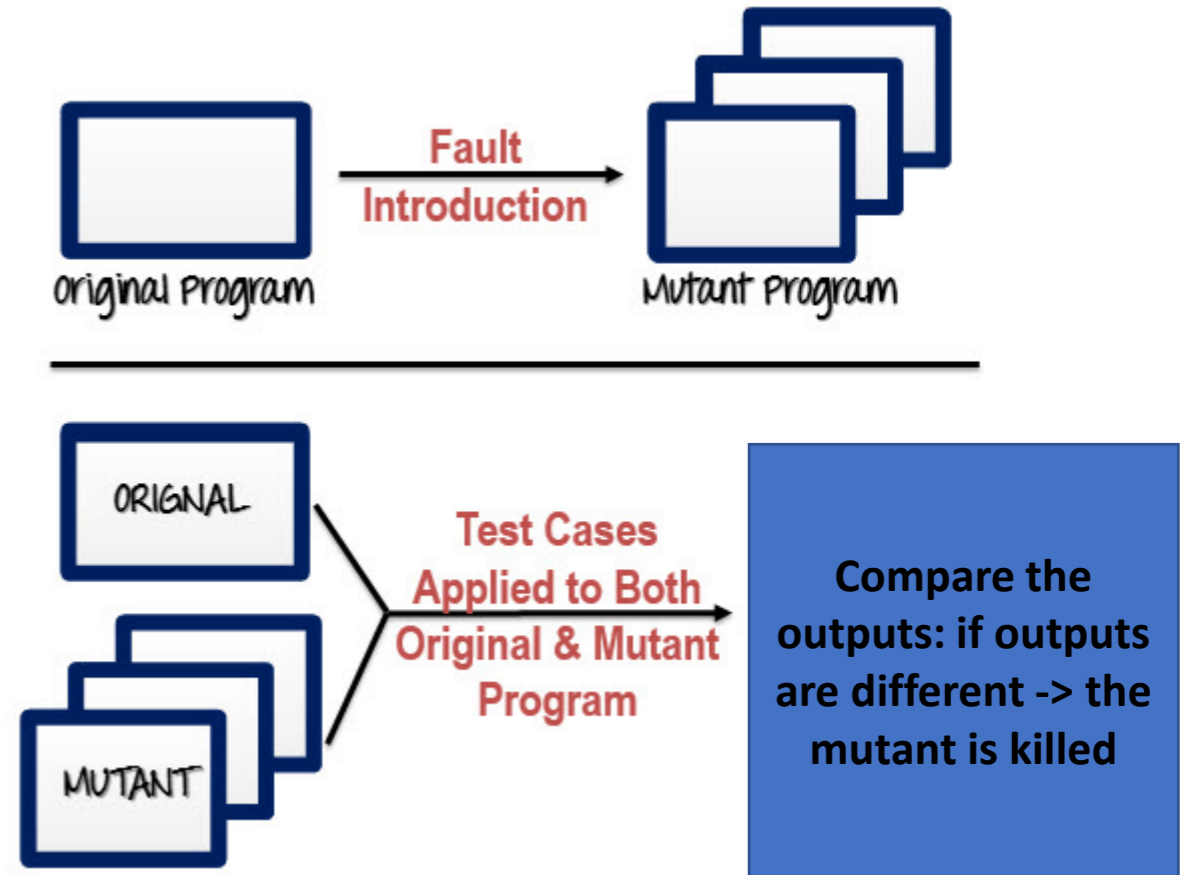 Fault
Introduction
Original Program
Mutant Program
ORIGNAL
MUTANT
Test Cases
Applied to Both
Original & Mutant
Program
Compare the
outputs: if outputs
are different -> the
mutant is killed